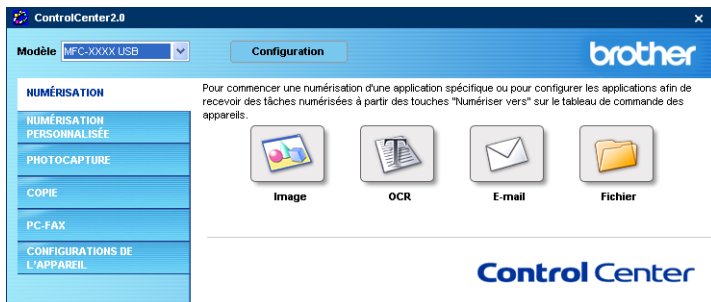 ControlCenter2.0
Modèle MFC-XXXX USB
Configuration
brother
NUMÉRISATION
NUMÉRISATION
PERSONNALISÉE
PHOTOCAPTURE
COPIE
PC-FAX
CONFIGURATIONS DE
L'APPAREIL
Pour commencer une numérisation d'une application spécifique ou pour configurer les applications afin de
recevoir des tâches numérisées à partir des touches "Numériser vers" sur le tableau de commande des
appareils.
Image
OCR
E-mail
Fichier
Control Center